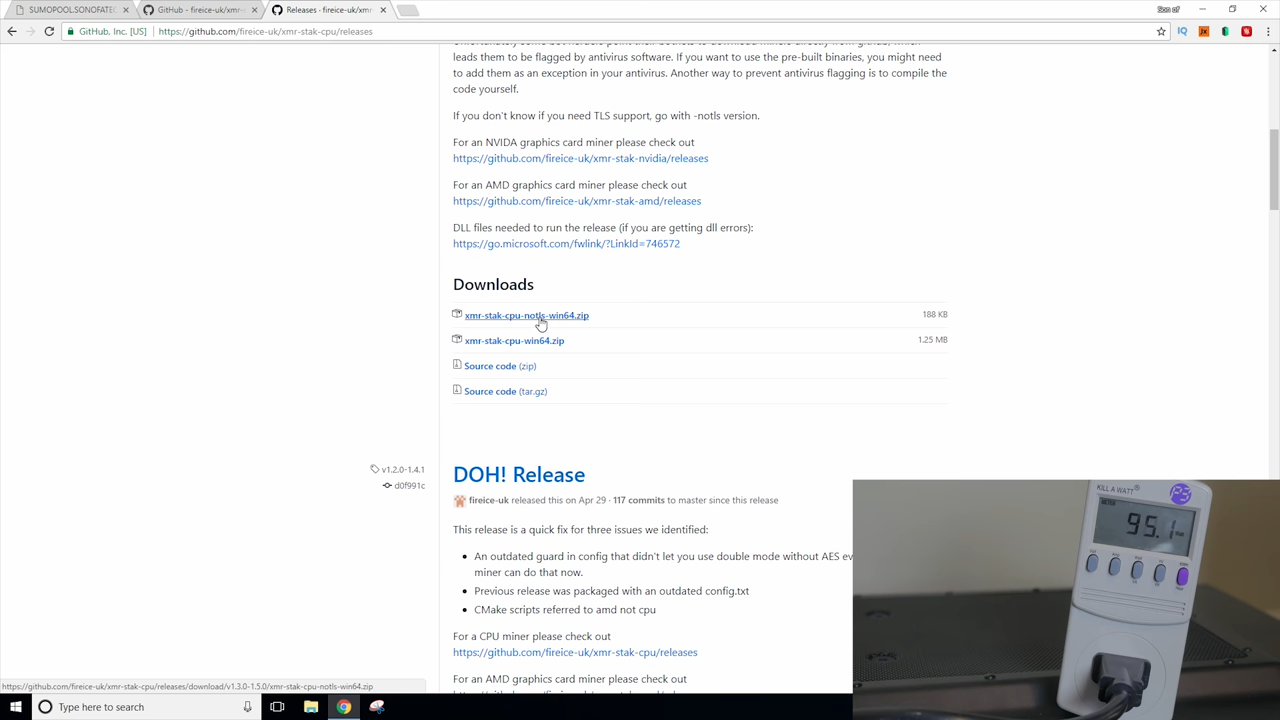 SUMOPOOLSONOFATEC
GitHub - fireice-uk/xmr-
Releases · fireice-uk/xmr-
Son of
GitHub, Inc. [US]
https://github.com/fireice-uk/xmr-stak-cpu/releases
leads them to be flagged by antivirus software. If you want to use the pre-built binaries, you might need
to add them as an exception in your antivirus. Another way to prevent antivirus flagging is to compile the
code yourself.
If you don't know if you need TLS support, go with -notls version.
For an NVIDIA graphics card miner please check out
https://github.com/fireice-uk/xmr-stak-nvidia/releases
For an AMD graphics card miner please check out
https://github.com/fireice-uk/xmr-stak-amd/releases
DLL files needed to run the release (if you are getting dll errors):
https://go.microsoft.com/fwlink/?LinkId=746572
Downloads
xmr-stak-cpu-notls-win64.zip 188 KB
xmr-stak-cpu-win64.zip 1.25 MB
Source code (zip)
Source code (tar.gz)
v1.2.0-1.4.1
d0f991c
DOH! Release
fireice-uk released this on Apr 29 · 117 commits to master since this release
This release is a quick fix for three issues we identified:
An outdated guard in config that didn't let you use double mode without AES ev
miner can do that now.
Previous release was packaged with an outdated config.txt
CMake scripts referred to amd not cpu
For a CPU miner please check out
https://github.com/fireice-uk/xmr-stak-cpu/releases
For an AMD graphics card miner please check out
https://github.com/fireice-uk/xmr-stak-cpu/releases/download/v1.3.0-1.5.0/xmr-stak-cpu-notls-win64.zip
Type here to search
KILL A WATT®
P3
95.1